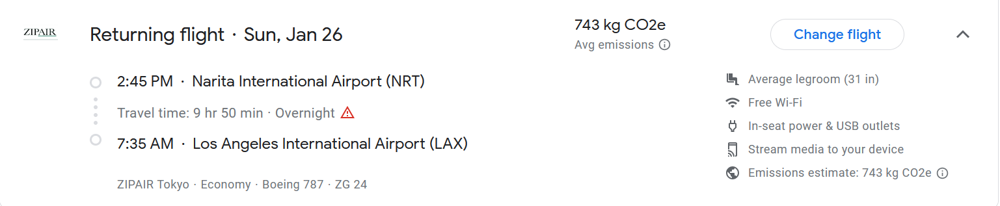 ZIPAIR
Returning flight · Sun, Jan 26
743 kg CO2e
Avg emissions
Change flight
2:45 PM · Narita International Airport (NRT)
Travel time: 9 hr 50 min · Overnight
7:35 AM · Los Angeles International Airport (LAX)
ZIPAIR Tokyo · Economy · Boeing 787 · ZG 24
Average legroom (31 in)
Free Wi-Fi
In-seat power & USB outlets
Stream media to your device
Emissions estimate: 743 kg CO2e